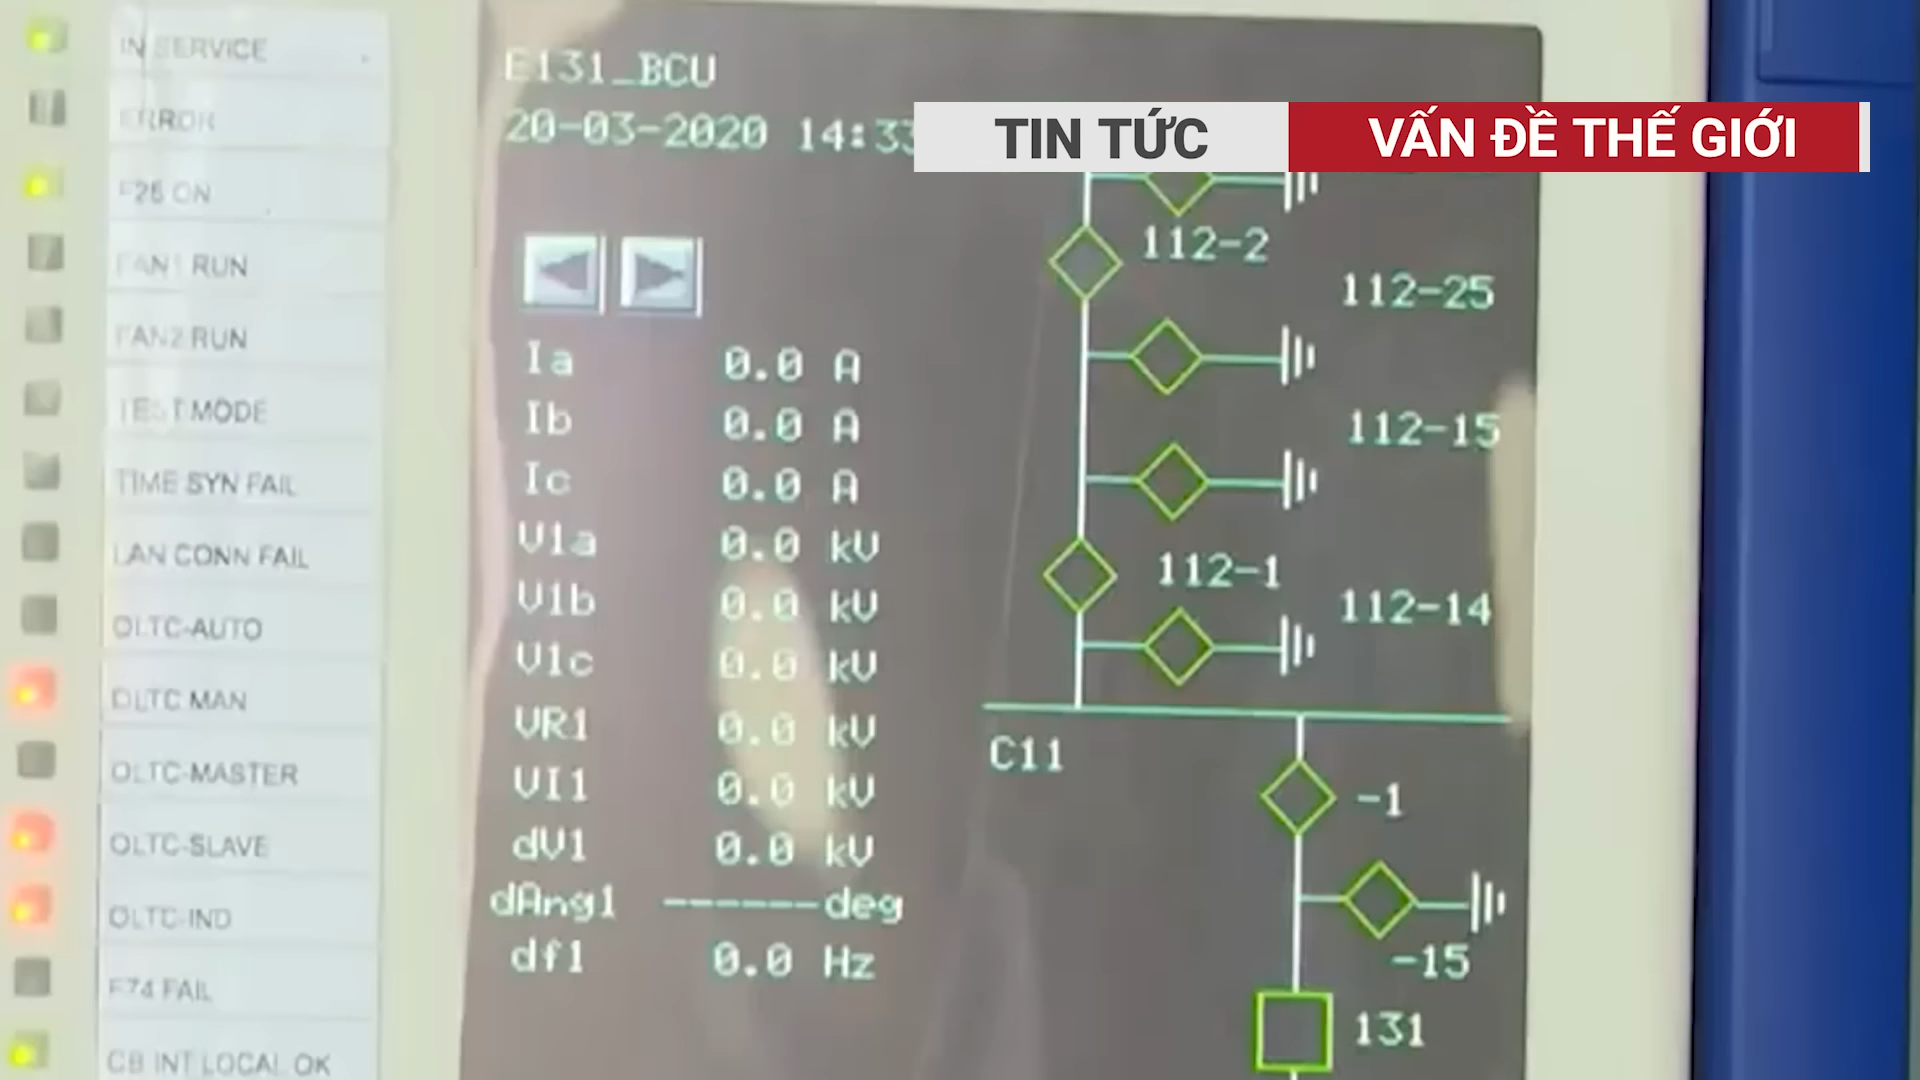 IN SERVICE
ERROR
F25 ON
FAN1 RUN
FAN2 RUN
TEST MODE
TIME SYN FAIL
LAN CONN FAIL
OLTC-AUTO
OLTC MAN
OLTC-MASTER
OLTC-SLAVE
OLTC-IND
F74 FAIL
CB INT LOCAL OK
E131_BCU
20-03-2020 14:33
TIN TỨC
VẤN ĐỀ THẾ GIỚI
Ia 0.0 A
Ib 0.0 A
Ic 0.0 A
V1a 0.0 kV
V1b 0.0 kV
V1c 0.0 kV
VR1 0.0 kV
VI1 0.0 kV
dV1 0.0 kV
dAng1 ------deg
df1 0.0 Hz
112-2
112-25
112-15
112-1
112-14
C11
-1
-15
131